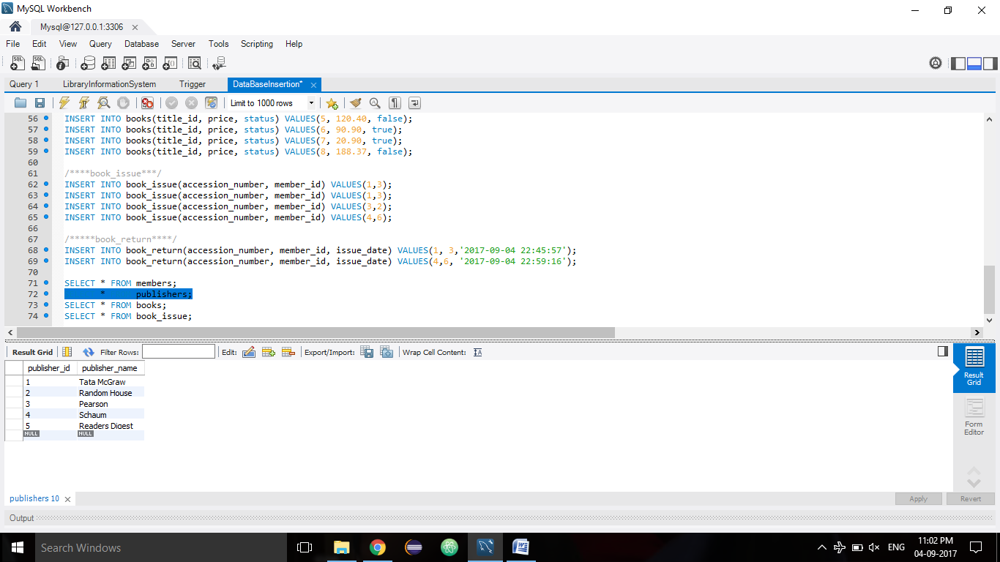 MySQL Workbench
Mysql@127.0.0.1:3306
File Edit View Query Database Server Tools Scripting Help
Query 1 LibraryInformationSystem Trigger DataBaseInsertion*
Limit to 1000 rows
56 INSERT INTO books(title_id, price, status) VALUES(5, 120.40, false);
57 INSERT INTO books(title_id, price, status) VALUES(6, 90.90, true);
58 INSERT INTO books(title_id, price, status) VALUES(7, 20.90, true);
59 INSERT INTO books(title_id, price, status) VALUES(8, 188.37, false);
60
61 /****book_issue***/
62 INSERT INTO book_issue(accession_number, member_id) VALUES(1,3);
63 INSERT INTO book_issue(accession_number, member_id) VALUES(1,3);
64 INSERT INTO book_issue(accession_number, member_id) VALUES(3,2);
65 INSERT INTO book_issue(accession_number, member_id) VALUES(4,6);
66
67 /*****book_return****/
68 INSERT INTO book_return(accession_number, member_id, issue_date) VALUES(1, 3,'2017-09-04 22:45:57');
69 INSERT INTO book_return(accession_number, member_id, issue_date) VALUES(4,6, '2017-09-04 22:59:16');
70
71 SELECT * FROM members;
72 * publishers;
73 SELECT * FROM books;
74 SELECT * FROM book_issue;
Result Grid Filter Rows: Edit: Export/Import: Wrap Cell Content:
publisher_id publisher_name
1 Tata McGraw
2 Random House
3 Pearson
4 Schaum
5 Readers Digest
NULL NULL
Result
Grid
Form
Editor
publishers 10
Apply Revert
Output
Search Windows
ENG
11:02 PM
04-09-2017